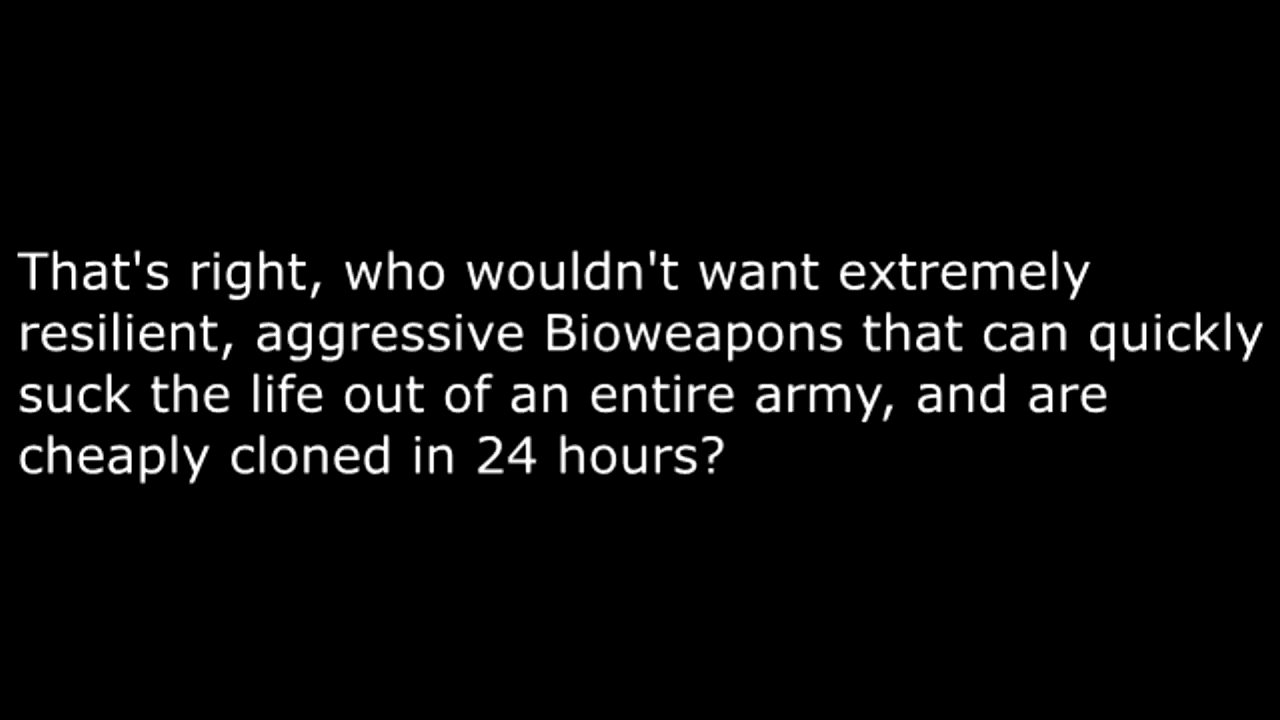 That's right, who wouldn't want extremely
resilient, aggressive Bioweapons that can quickly
suck the life out of an entire army, and are
cheaply cloned in 24 hours?